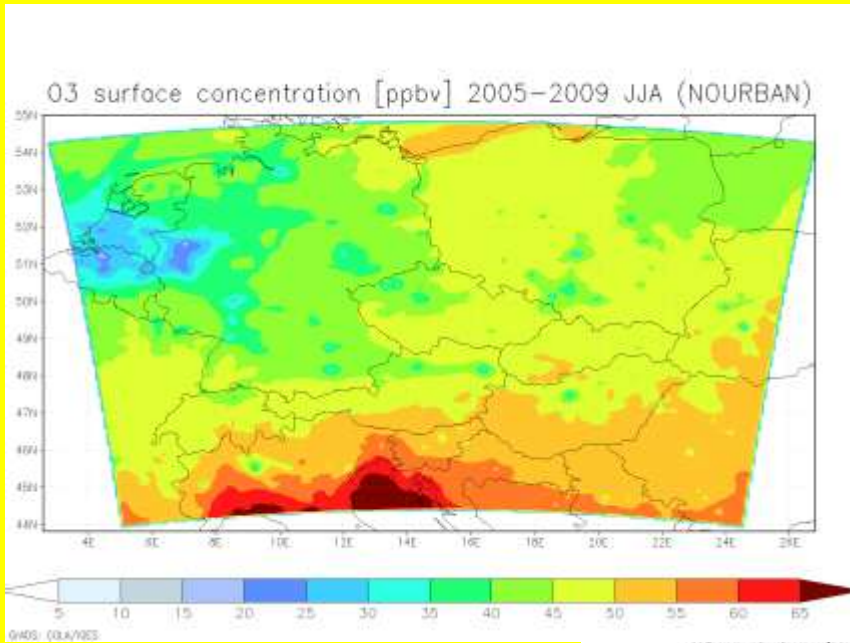 O3 surface concentration [ppbv] 2005-2009 JJA (NOURBAN)
55N
54N
53N
52N
51N
50N
49N
48N
47N
46N
45N
44N
4E 6E 8E 10E 12E 14E 16E 18E 20E 22E 24E 26E
5 10 15 20 25 30 35 40 45 50 55 60 65
GrADS: COLA/IGES